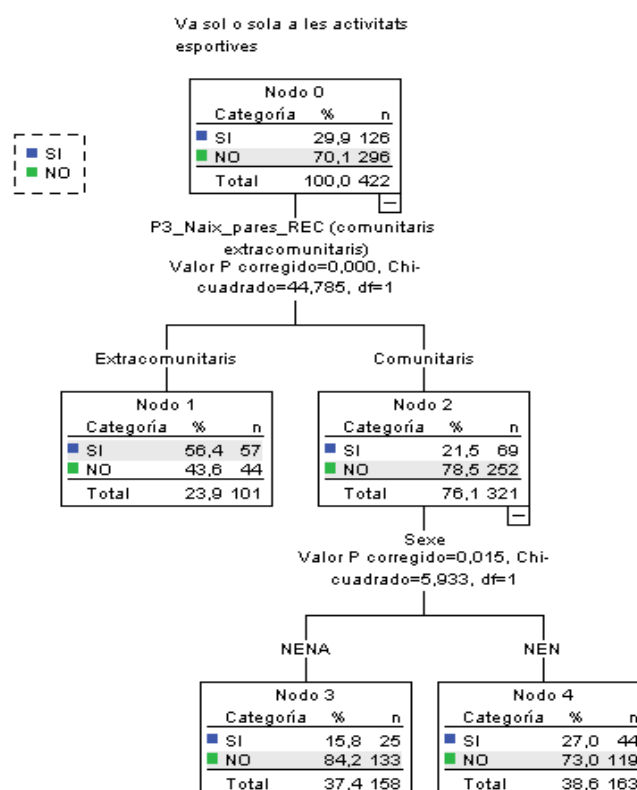 Va sol o sola a les activitats
esportives
SI
NO
Nodo 0
Categoría % n
SI 29,9 126
NO 70,1 296
Total 100,0 422
P3_Naix_pares_REC (comunitaris
extracomunitaris)
Valor P corregido=0,000, Chi-
cuadrado=44,785, df=1
Extracomunitaris
Comunitaris
Nodo 1
Categoría % n
SI 56,4 57
NO 43,6 44
Total 23,9 101
Nodo 2
Categoría % n
SI 21,5 69
NO 78,5 252
Total 76,1 321
Sexe
Valor P corregido=0,015, Chi-
cuadrado=5,933, df=1
NENA
NEN
Nodo 3
Categoría % n
SI 15,8 25
NO 84,2 133
Total 37,4 158
Nodo 4
Categoría % n
SI 27,0 44
NO 73,0 119
Total 38,6 163